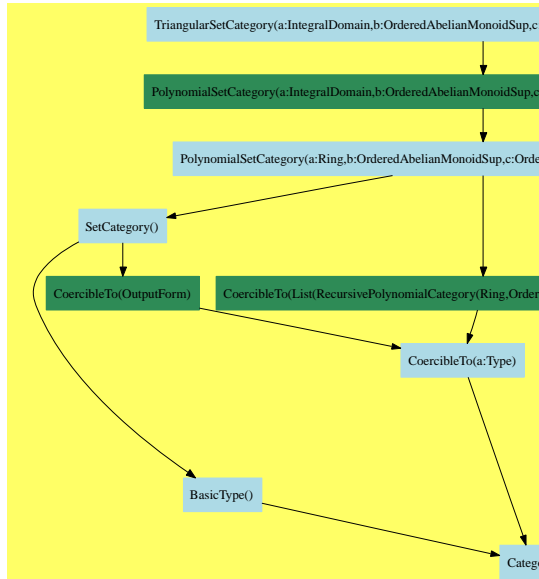 TriangularSetCategory(a:IntegralDomain,b:OrderedAbelianMonoidSup,c
PolynomialSetCategory(a:IntegralDomain,b:OrderedAbelianMonoidSup,c
PolynomialSetCategory(a:Ring,b:OrderedAbelianMonoidSup,c:Orde
SetCategory()
CoercibleTo(OutputForm) CoercibleTo(List(RecursivePolynomialCategory(Ring,Order
CoercibleTo(a:Type)
BasicType()
Catego